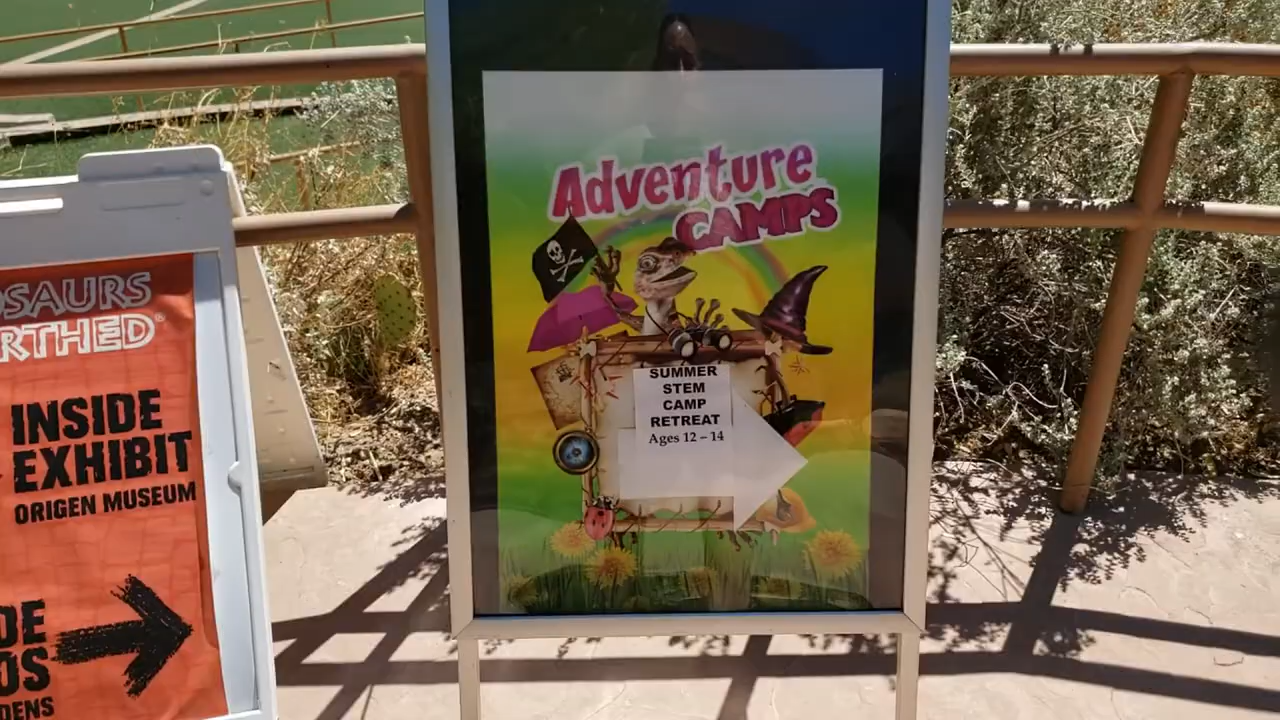 Adventure
CAMPS
SUMMER
STEM
CAMP
RETREAT
Ages 12 – 14
OSAURS
RTHED®
INSIDE
EXHIBIT
ORIGEN MUSEUM
DE
OS
DENS